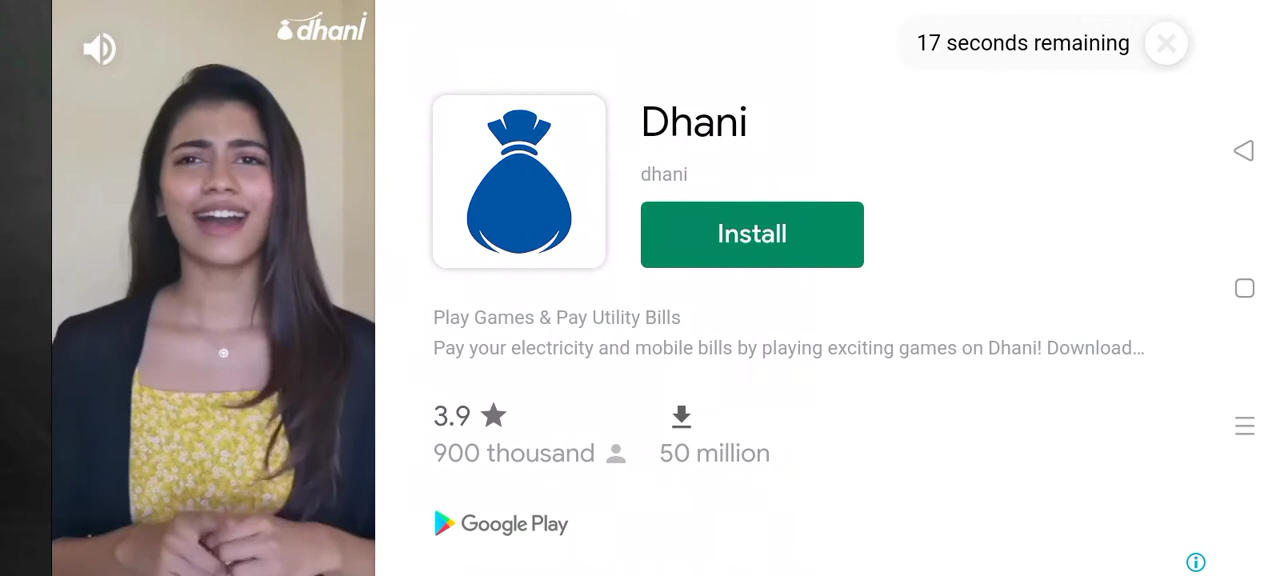 dhani
17 seconds remaining
Dhani
dhani
Install
Play Games & Pay Utility Bills
Pay your electricity and mobile bills by playing exciting games on Dhani! Download...
3.9
900 thousand
50 million
Google Play